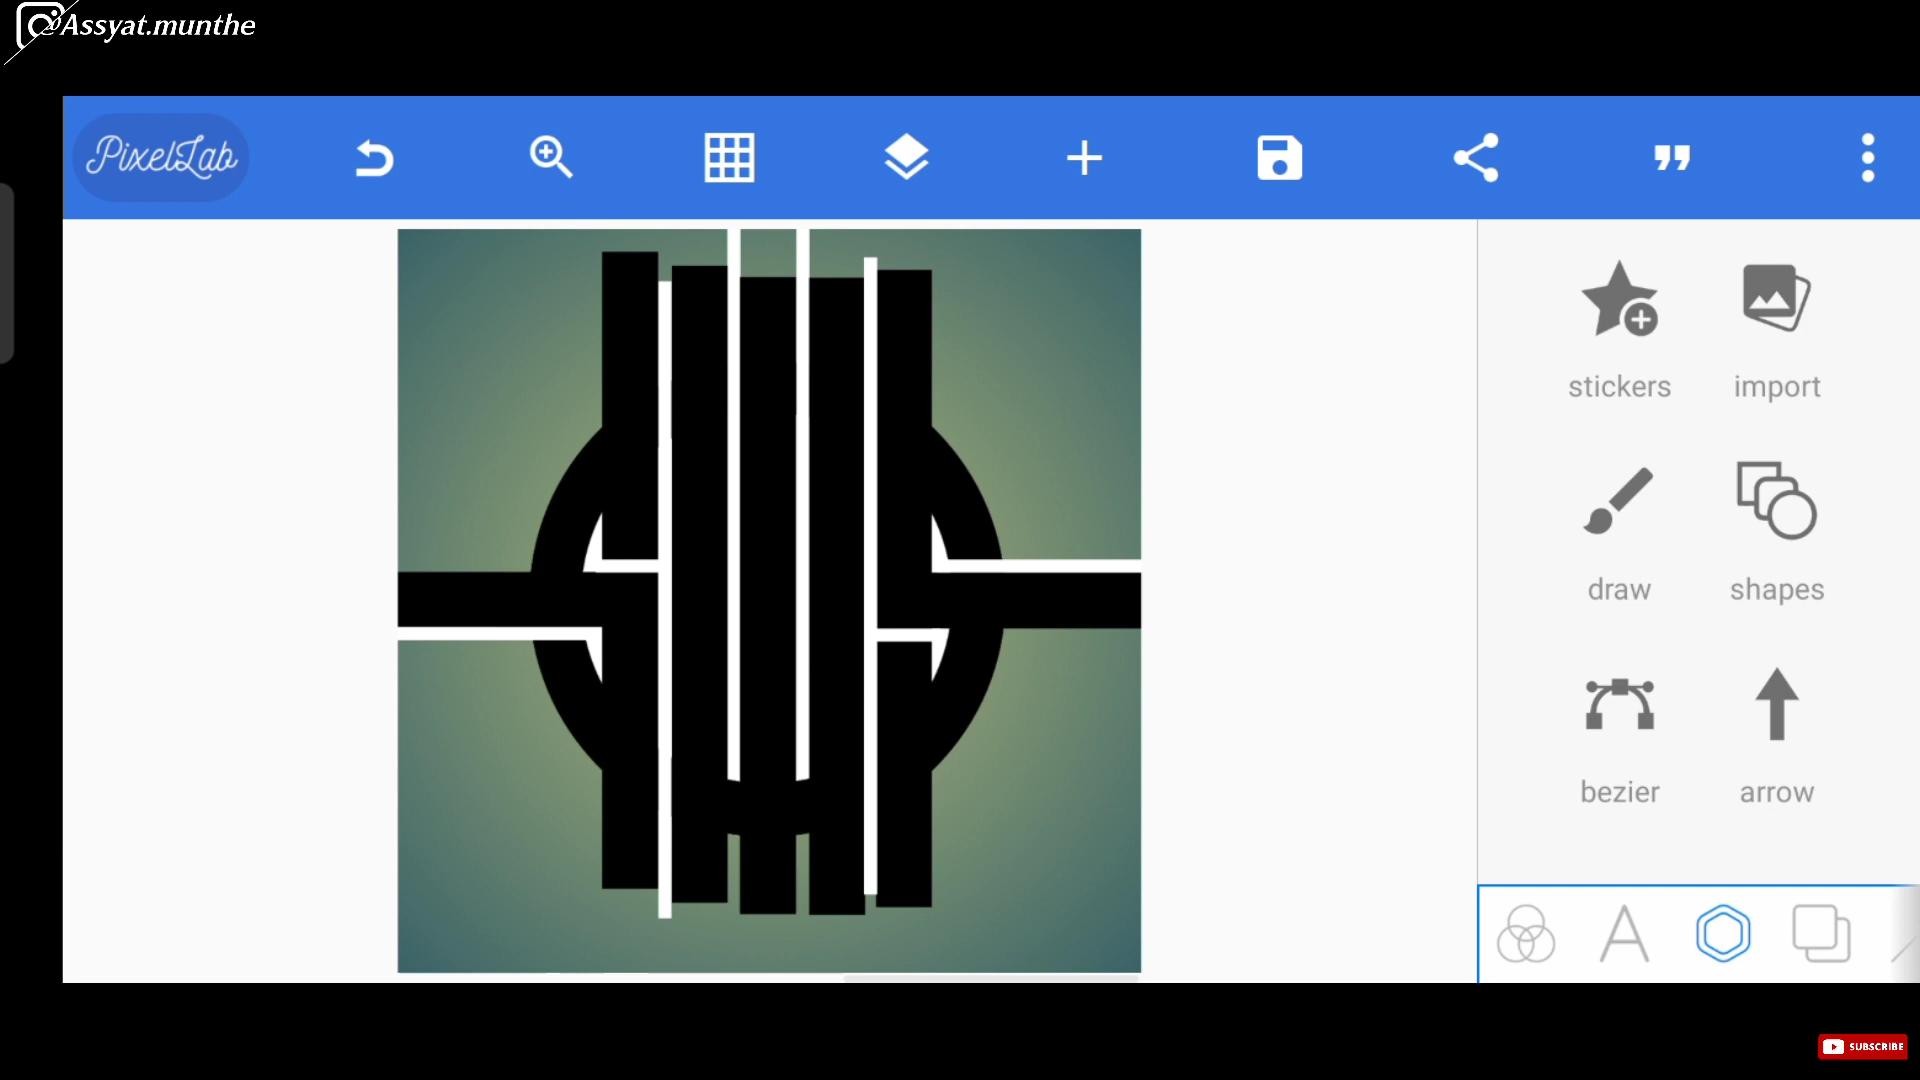 @Assyat.munthe
PixelLab
stickers
import
draw
shapes
bezier
arrow
SUBSCRIBE